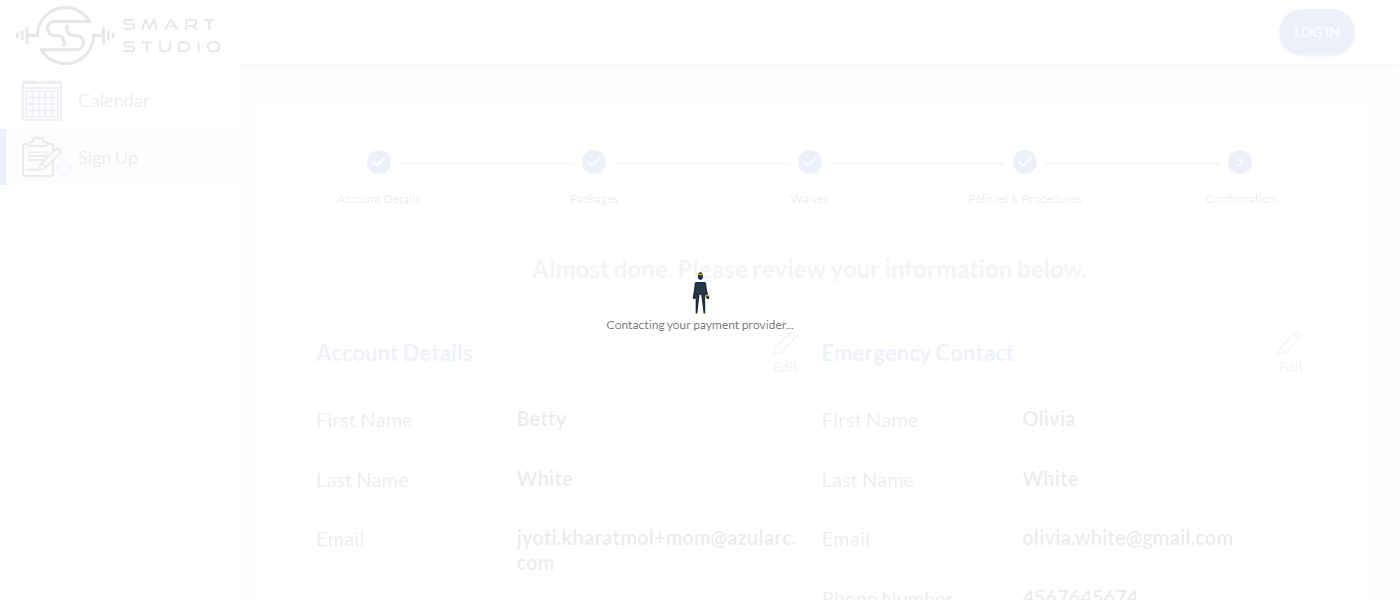 SMART
STUDIO
LOG IN
Calendar
Sign Up
5
Account Details
Packages
Waiver
Policies & Procedures
Confirmation
Almost done. Please review your information below.
Contacting your payment provider...
Account Details
Edit
Emergency Contact
Edit
First Name Betty
First Name Olivia
Last Name White
Last Name White
Email jyoti.kharatmol+mom@azularc.
com
Email olivia.white@gmail.com
Phone Number 4567645674